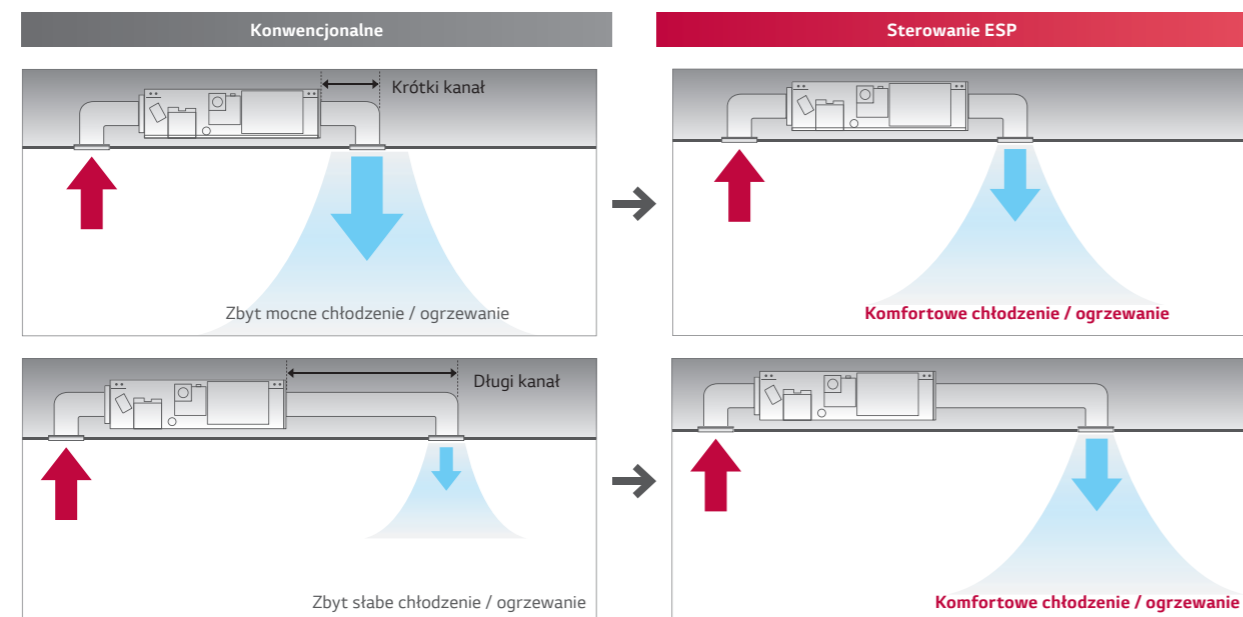 Konwencjonalne
Sterowanie ESP
Krótki kanał
Zbyt mocne chłodzenie / ogrzewanie
Komfortowe chłodzenie / ogrzewanie
Długi kanał
Zbyt słabe chłodzenie / ogrzewanie
Komfortowe chłodzenie / ogrzewanie